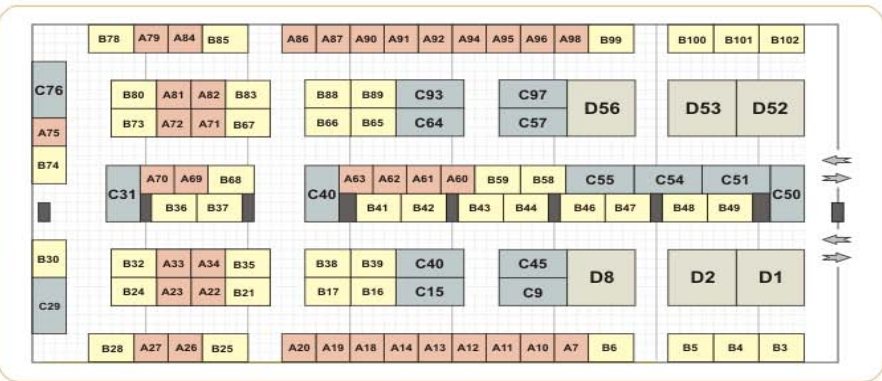 B78 A79 A84 B85 A86 A87 A90 A91 A92 A94 A95 A96 A98 B99 B100 B101 B102
C76 B80 A81 A82 B83 B88 B89 C93 C97 D56 D53 D52
A75 B73 A72 A71 B67 B66 B65 C64 C57
B74 C31 A70 A69 B68 C40 A63 A62 A61 A60 B59 B58 C55 C54 C51 C50
B36 B37 B41 B42 B43 B44 B46 B47 B48 B49
B30 B32 A33 A34 B35 B38 B39 C40 C45 D8 D2 D1
C29 B24 A23 A22 B21 B17 B16 C15 C9
B28 A27 A26 B25 A20 A19 A18 A14 A13 A12 A11 A10 A7 B6 B5 B4 B3